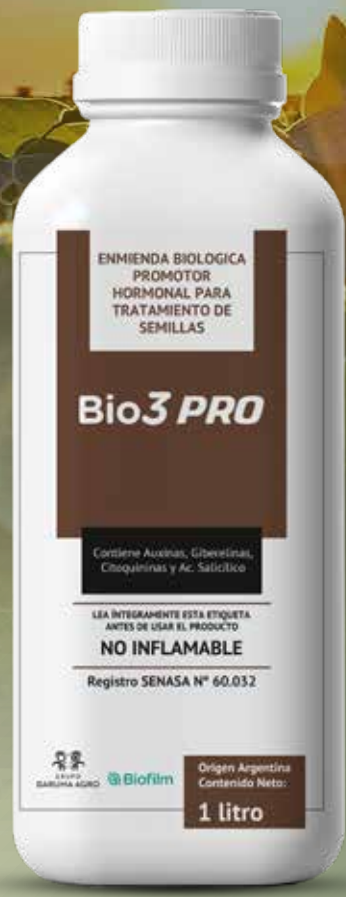 ENMIENDA BIOLOGICA
PROMOTOR
HORMONAL PARA
TRATAMIENTO DE
SEMILLAS
Bio3 PRO
Contiene Auxinas, Giberelinas,
Citoquininas y Ac. Salicílico
LEA ÍNTEGRAMENTE ESTA ETIQUETA
ANTES DE USAR EL PRODUCTO
NO INFLAMABLE
Registro SENASA N° 60.032
GRUPO
DARUMA AGRO
Biofilm
Origen Argentina
Contenido Neto:
1 litro